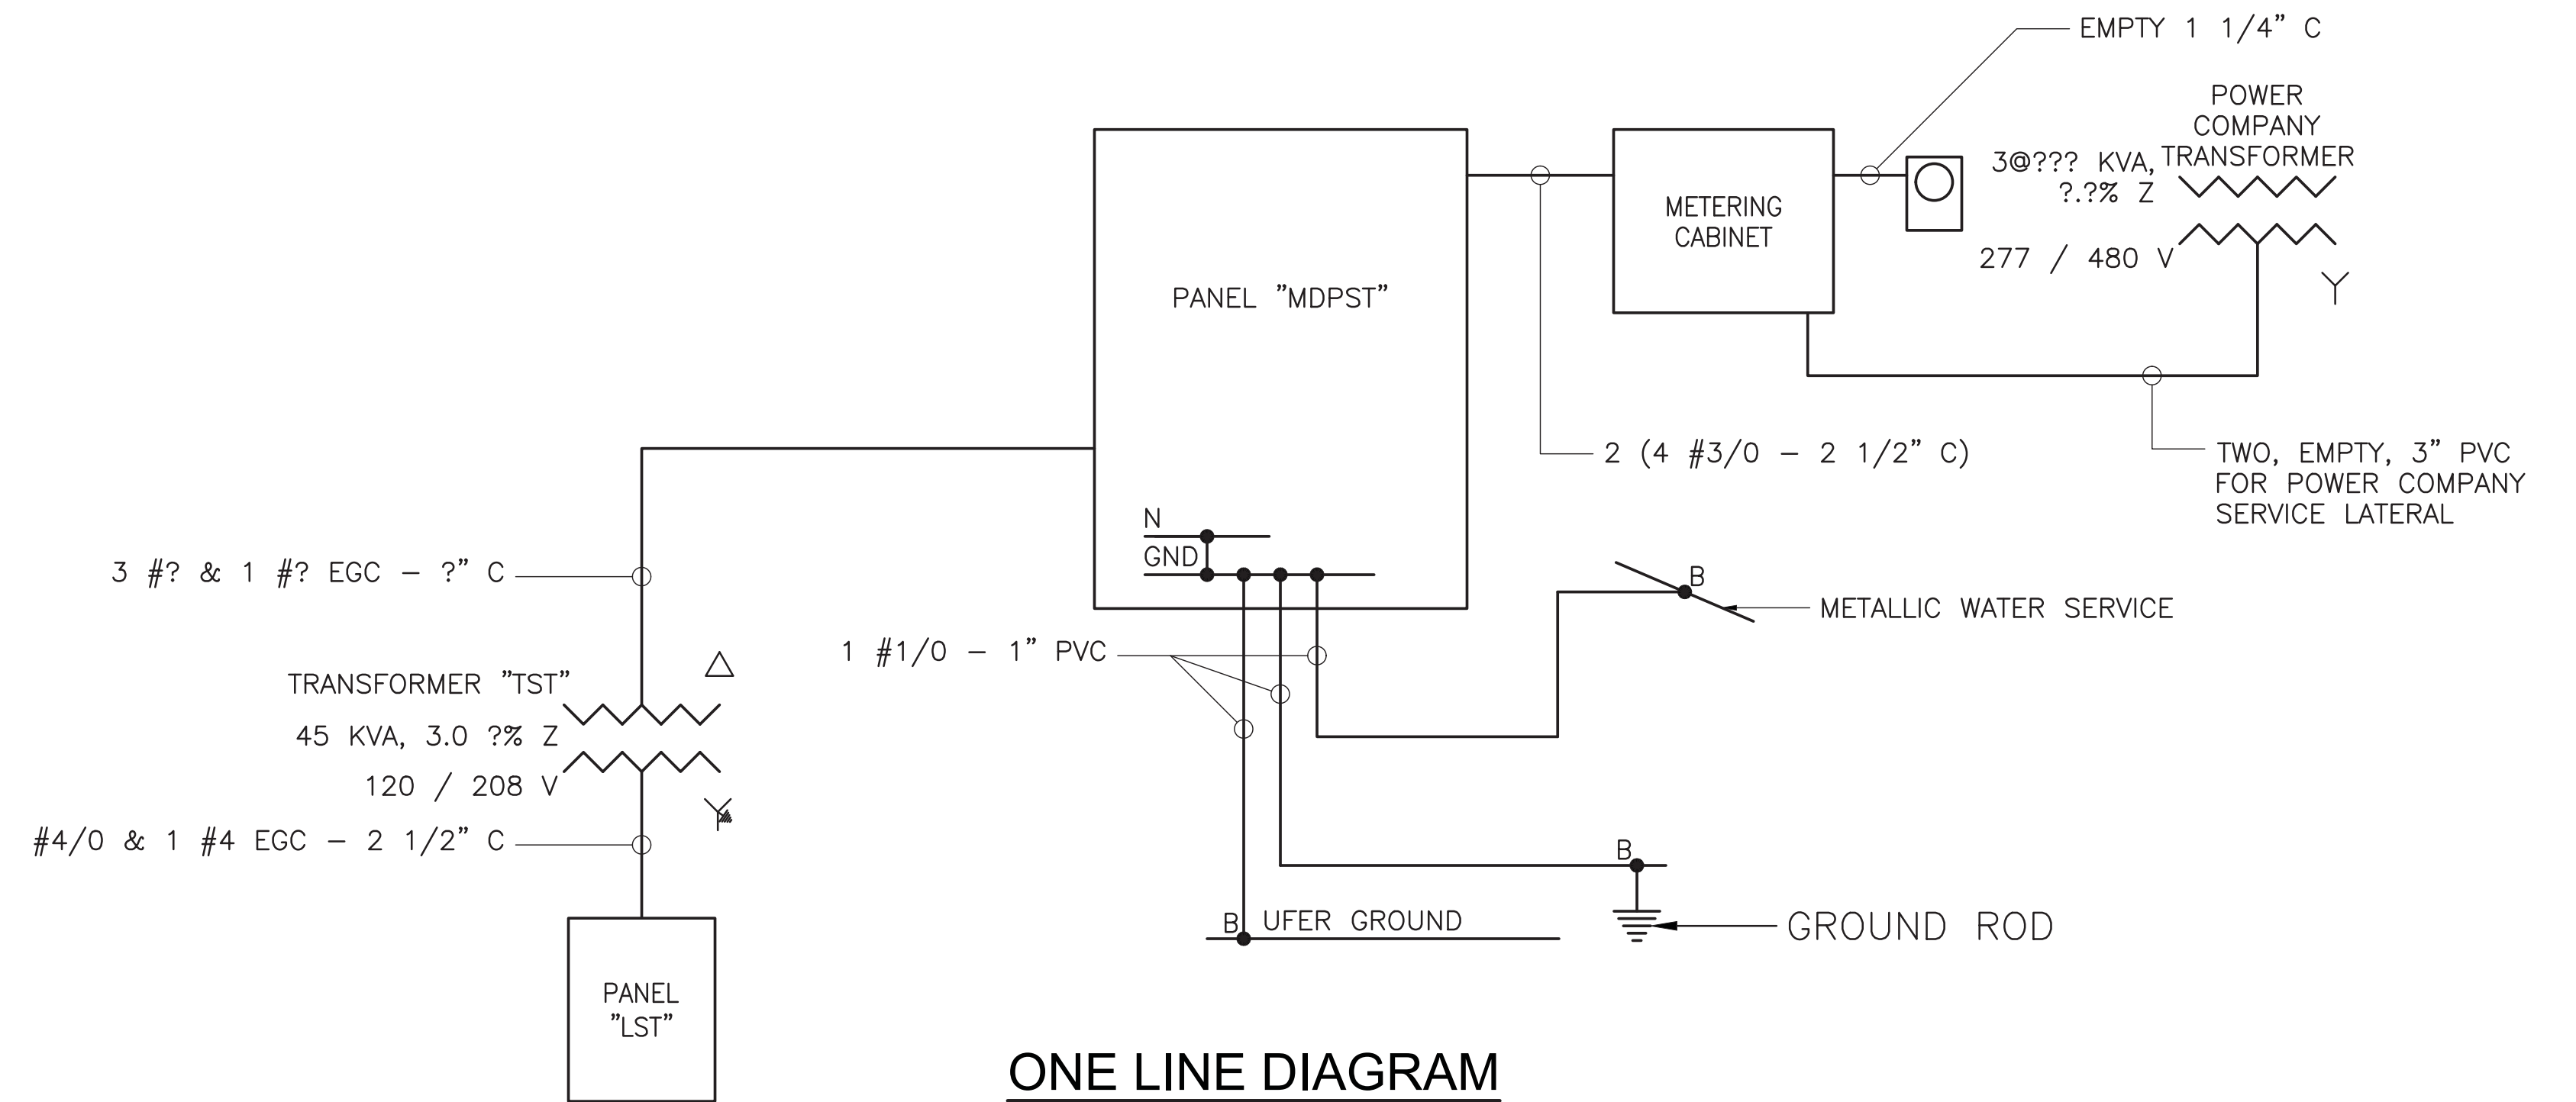 EMPTY 1 1/4" C
POWER
COMPANY
TRANSFORMER
3@??? KVA,
?.?% Z
277 / 480 V
METERING
CABINET
PANEL "MDPST"
2 (4 #3/0 - 2 1/2" C)
TWO, EMPTY, 3" PVC
FOR POWER COMPANY
SERVICE LATERAL
N
GND
3 #? & 1 #? EGC - ?" C
B
METALLIC WATER SERVICE
1 #1/0 - 1" PVC
TRANSFORMER "TST"
45 KVA, 3.0 ?% Z
120 / 208 V
#4/0 & 1 #4 EGC - 2 1/2" C
B
B UFER GROUND
GROUND ROD
PANEL
"LST"
ONE LINE DIAGRAM